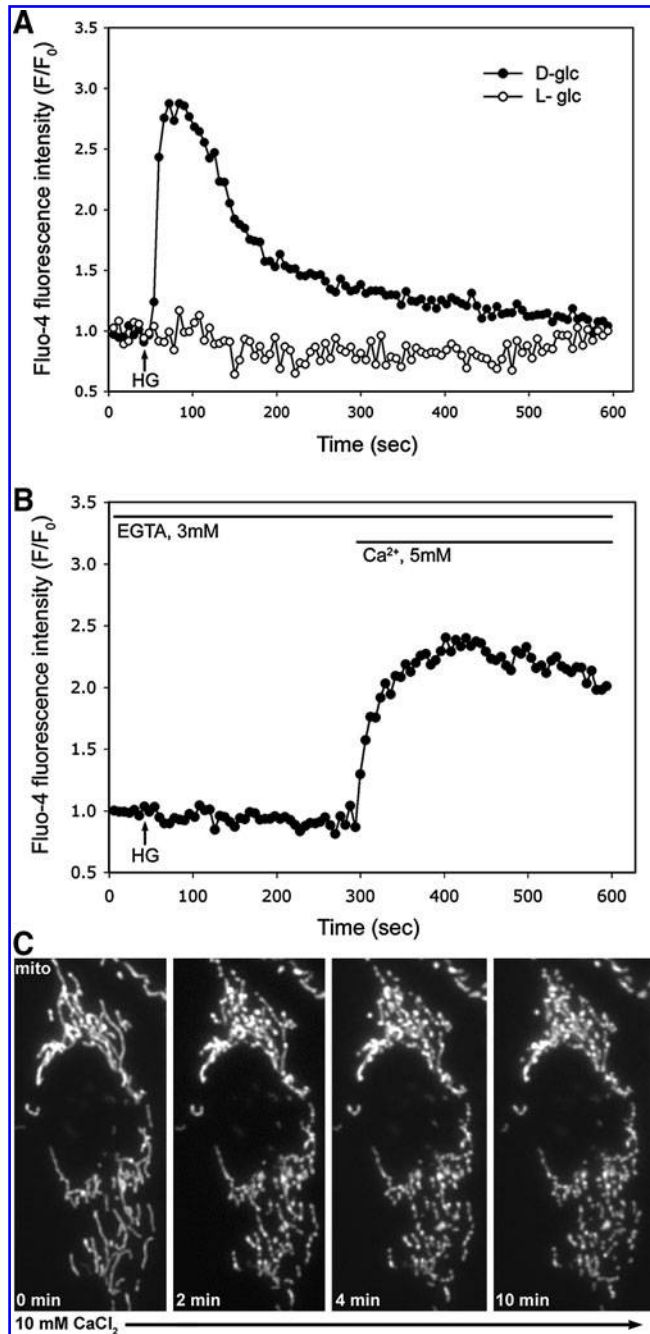 A
Fluo-4 fluorescence intensity (F/F₀)
3.5
3.0
2.5
2.0
1.5
1.0
0.5
D-glc
L- glc
HG
0 100 200 300 400 500 600
Time (sec)
B
Fluo-4 fluorescence intensity (F/F₀)
3.5
3.0
2.5
2.0
1.5
1.0
0.5
EGTA, 3mM
Ca²⁺, 5mM
HG
0 100 200 300 400 500 600
Time (sec)
C
mito
0 min 2 min 4 min 10 min
10 mM CaCl₂